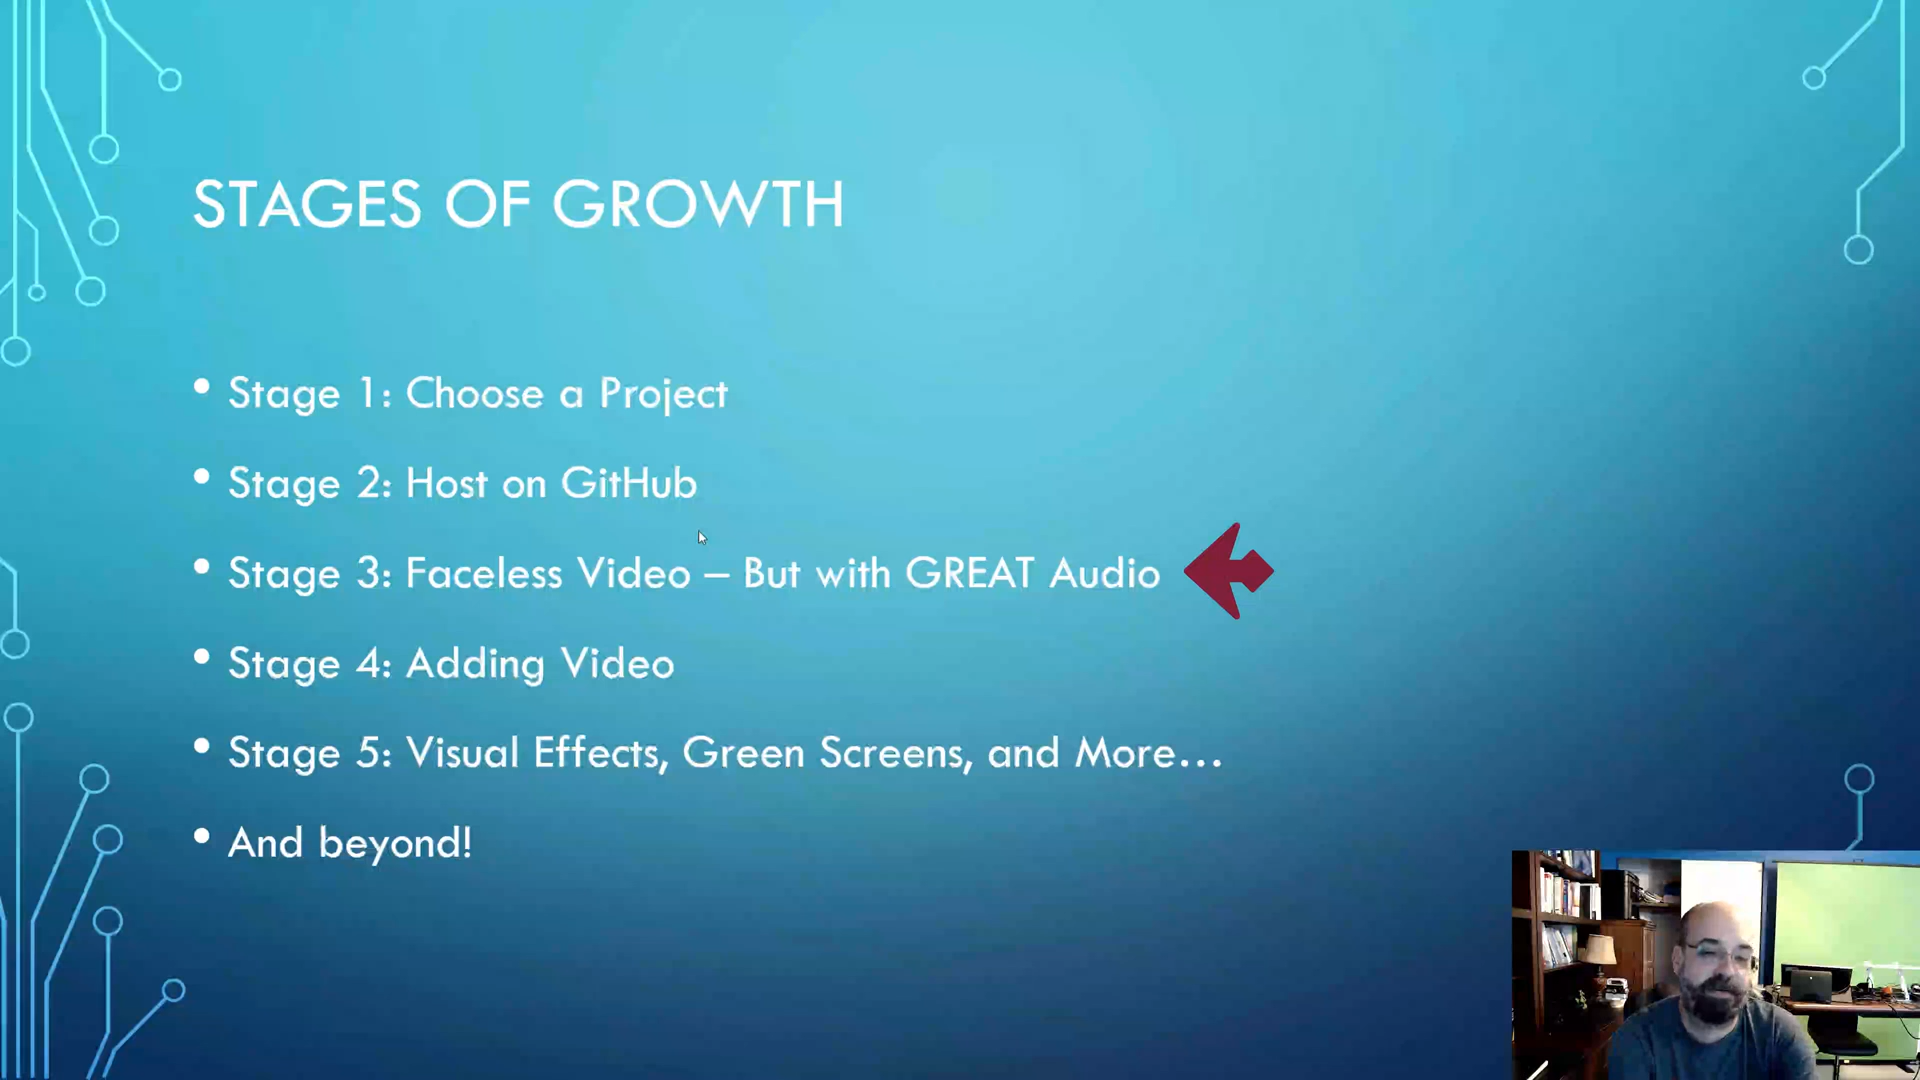 STAGES OF GROWTH
• Stage 1: Choose a Project
• Stage 2: Host on GitHub
• Stage 3: Faceless Video – But with GREAT Audio
• Stage 4: Adding Video
• Stage 5: Visual Effects, Green Screens, and More…
• And beyond!